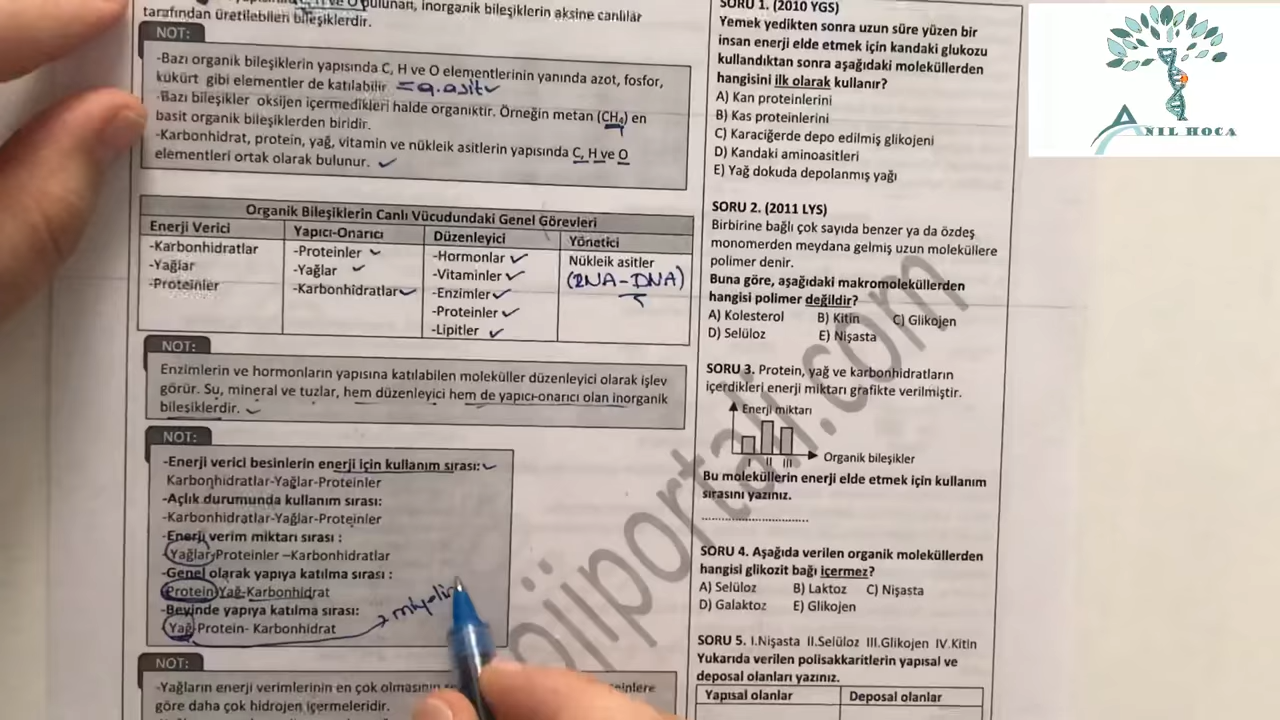 bulunan, inorganik bileşiklerin aksine canlılar
tarafından üretilebilen bileşiklerdir.
NOT:
-Bazı organik bileşiklerin yapısında C, H ve O elementlerinin yanında azot, fosfor,
kükürt gibi elementler de katılabilir. =a.asit
-Bazı bileşikler oksijen içermedikleri halde organiktir. Örneğin metan (CH4) en
basit organik bileşiklerden biridir.
-Karbonhidrat, protein, yağ, vitamin ve nükleik asitlerin yapısında C, H ve O
elementleri ortak olarak bulunur.
Organik Bileşiklerin Canlı Vücudundaki Genel Görevleri
Enerji Verici Yapıcı-Onarıcı Düzenleyici Yönetici
-Karbonhidratlar -Proteinler -Hormonlar Nükleik asitler
-Yağlar -Yağlar -Vitaminler (RNA-DNA)
-Proteinler -Karbonhidratlar -Enzimler
-Proteinler
-Lipitler
NOT:
Enzimlerin ve hormonların yapısına katılabilen moleküller düzenleyici olarak işlev
görür. Su, mineral ve tuzlar, hem düzenleyici hem de yapıcı-onarıcı olan inorganik
bileşiklerdir.
NOT:
-Enerji verici besinlerin enerji için kullanım sırası:
Karbonhidratlar-Yağlar-Proteinler
-Açlık durumunda kullanım sırası:
-Karbonhidratlar-Yağlar-Proteinler
-Enerji verim miktarı sırası :
Yağlar-Proteinler –Karbonhidratlar
-Genel olarak yapıya katılma sırası :
Protein-Yağ-Karbonhidrat
-Beyinde yapıya katılma sırası:
Yağ-Protein- Karbonhidrat
miyelin
NOT:
-Yağların enerji verimlerinin en çok olmasının
göre daha çok hidrojen içermeleridir.
SORU 1. (2010 YGS)
Yemek yedikten sonra uzun süre yüzen bir
insan enerji elde etmek için kandaki glukozu
kullandıktan sonra aşağıdaki moleküllerden
hangisini ilk olarak kullanır?
A) Kan proteinlerini
B) Kas proteinlerini
C) Karaciğerde depo edilmiş glikojeni
D) Kandaki aminoasitleri
E) Yağ dokuda depolanmış yağı
SORU 2. (2011 LYS)
Birbirine bağlı çok sayıda benzer ya da özdeş
monomerden meydana gelmiş uzun moleküllere
polimer denir.
Buna göre, aşağıdaki makromoleküllerden
hangisi polimer değildir?
A) Kolesterol B) Kitin C) Glikojen
D) Selüloz E) Nişasta
SORU 3. Protein, yağ ve karbonhidratların
içerdikleri enerji miktarı grafikte verilmiştir.
Enerji miktarı
I II III Organik bileşikler
Bu moleküllerin enerji elde etmek için kullanım
sırasını yazınız.
..............................
SORU 4. Aşağıda verilen organik moleküllerden
hangisi glikozit bağı içermez?
A) Selüloz B) Laktoz C) Nişasta
D) Galaktoz E) Glikojen
SORU 5. I.Nişasta II.Selüloz III.Glikojen IV.Kitin
Yukarıda verilen polisakkaritlerin yapısal ve
deposal olanları yazınız.
Yapısal olanlar Deposal olanlar
ANIL HOCA